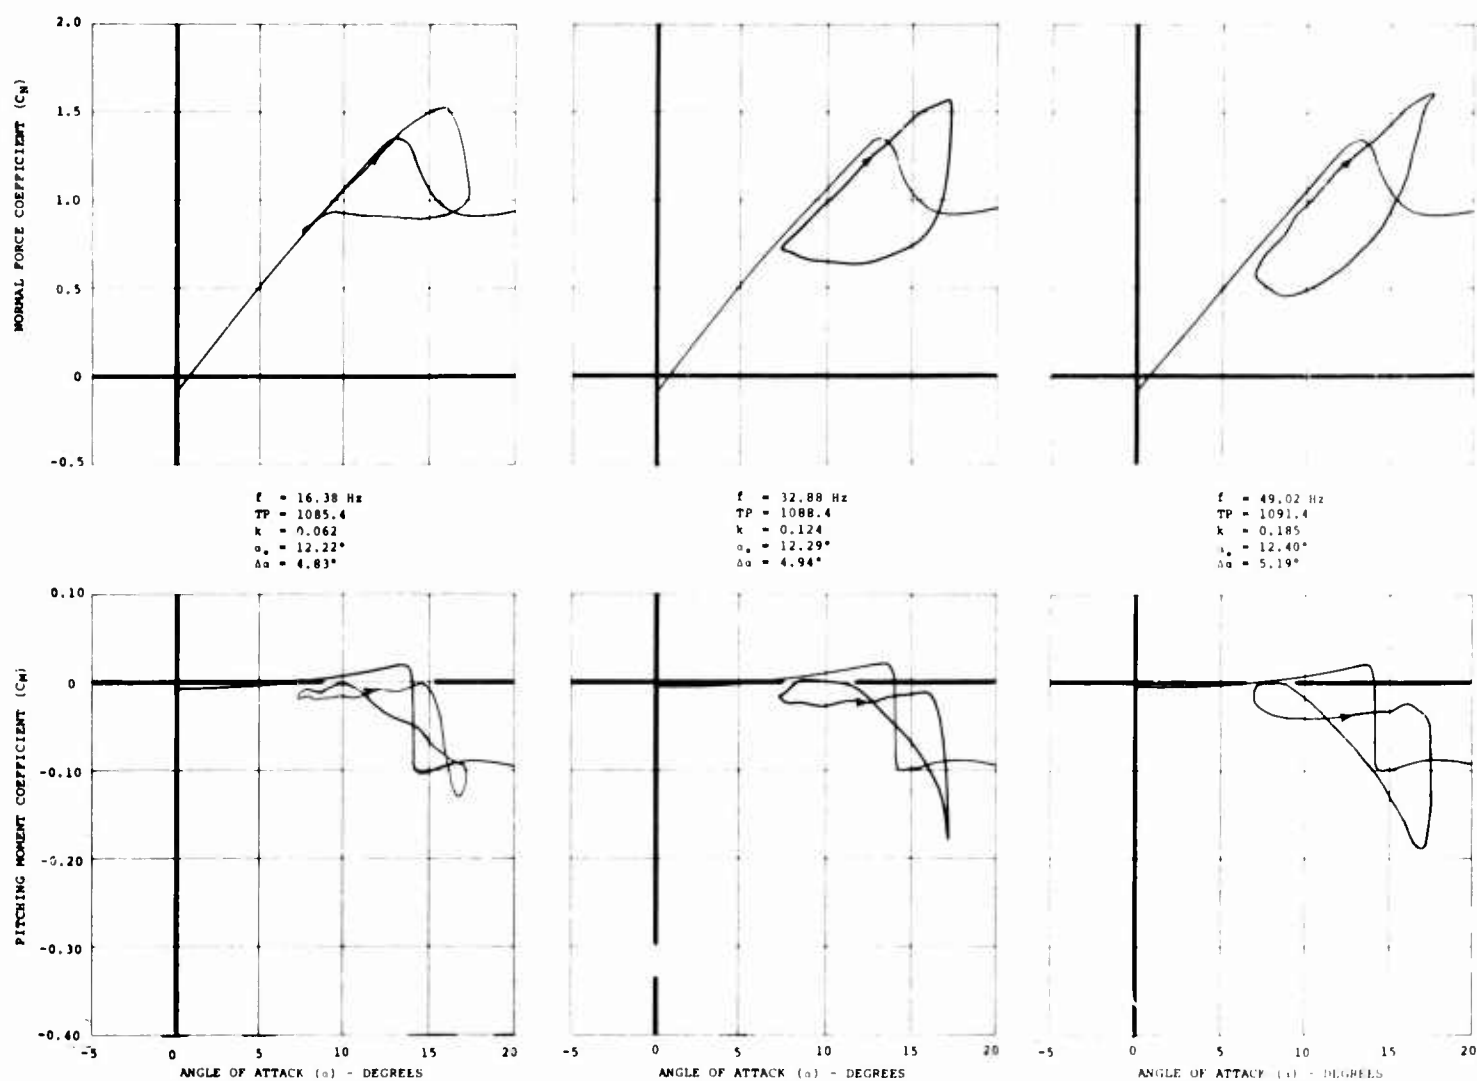 2.0
NORMAL FORCE COEFFICIENT (CN)
1.5
1.0
0.5
0
-0.5
f = 16.38 Hz
TP = 1085.4
k = 0.062
α₀ = 12.22°
Δα = 4.83°
f = 32.88 Hz
TP = 1088.4
k = 0.124
α₀ = 12.29°
Δα = 4.94°
f = 49.02 Hz
TP = 1091.4
k = 0.185
α₀ = 12.40°
Δα = 5.19°
0.10
PITCHING MOMENT COEFFICIENT (CM)
0
-0.10
-0.20
-0.30
-0.40
-5 0 5 10 15 20
-5 0 5 10 15 20
-5 0 5 10 15 20
ANGLE OF ATTACK (α) - DEGREES
ANGLE OF ATTACK (α) - DEGREES
ANGLE OF ATTACK (α) - DEGREES